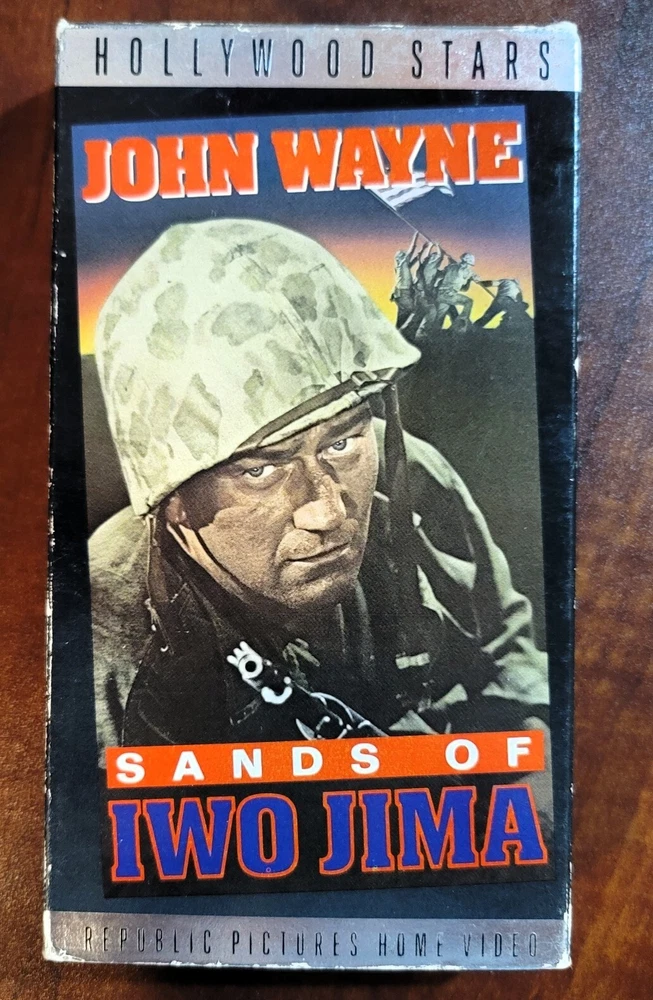 HOLLYWOOD STARS
JOHN WAYNE
SANDS OF
IWO JIMA
REPUBLIC PICTURES HOME VIDEO